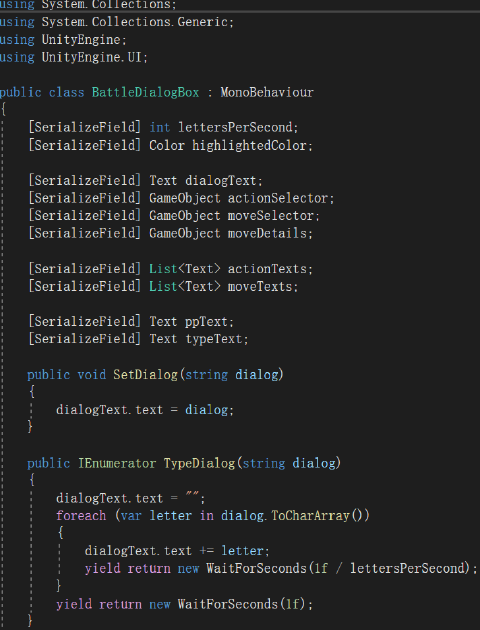 using System.Collections;
using System.Collections.Generic;
using UnityEngine;
using UnityEngine.UI;
public class BattleDialogBox : MonoBehaviour
{
[SerializeField] int lettersPerSecond;
[SerializeField] Color highlightedColor;
[SerializeField] Text dialogText;
[SerializeField] GameObject actionSelector;
[SerializeField] GameObject moveSelector;
[SerializeField] GameObject moveDetails;
[SerializeField] List<Text> actionTexts;
[SerializeField] List<Text> moveTexts;
[SerializeField] Text ppText;
[SerializeField] Text typeText;
public void SetDialog(string dialog)
{
dialogText.text = dialog;
}
public IEnumerator TypeDialog(string dialog)
{
dialogText.text = "";
foreach (var letter in dialog.ToCharArray())
{
dialogText.text += letter;
yield return new WaitForSeconds(1f / lettersPerSecond);
}
yield return new WaitForSeconds(1f);
}